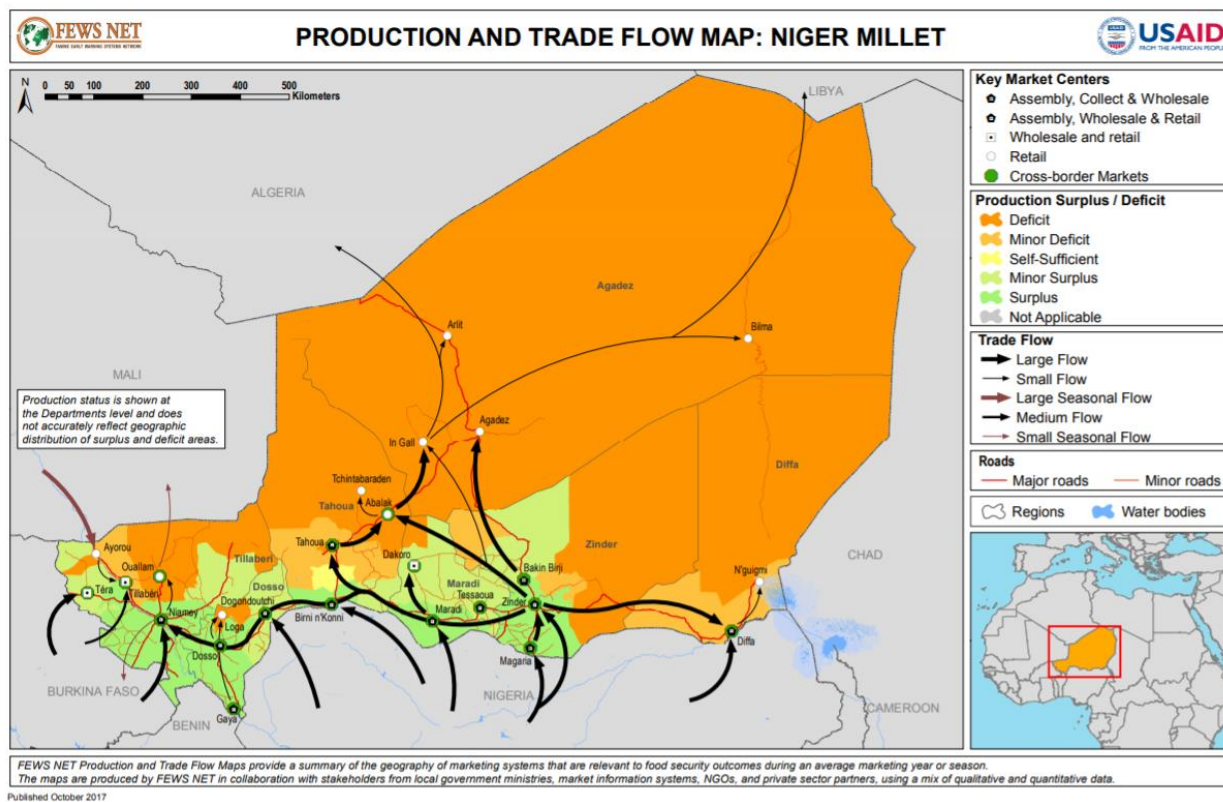 FEWS NET
FAMINE EARLY WARNING SYSTEMS NETWORK
PRODUCTION AND TRADE FLOW MAP: NIGER MILLET
USAID
FROM THE AMERICAN PEOPLE
N
0 50 100 200 300 400 500
Kilometers
LIBYA
ALGERIA
Agadez
Arlit
Bilma
MALI
Production status is shown at
the Departments level and does
not accurately reflect geographic
distribution of surplus and deficit areas.
In Gall
Agadez
Diffa
Tchintabaraden
Tahoua
Abalak
Zinder
CHAD
Ayorou
Tillaberi
Tahoua
Ouallam
Dakoro
Bakin Birji
N'guigmi
Téra
Tillabéri
Dosso
Maradi
Tessaoua
Zinder
Dogondoutchi
Niamey
Loga
Birni n'Konni
Maradi
Diffa
Dosso
Magaria
BURKINA FASO
NIGERIA
Gaya
BENIN
CAMEROON
Key Market Centers
Assembly, Collect & Wholesale
Assembly, Wholesale & Retail
Wholesale and retail
Retail
Cross-border Markets
Production Surplus / Deficit
Deficit
Minor Deficit
Self-Sufficient
Minor Surplus
Surplus
Not Applicable
Trade Flow
Large Flow
Small Flow
Large Seasonal Flow
Medium Flow
Small Seasonal Flow
Roads
Major roads Minor roads
Regions Water bodies
FEWS NET Production and Trade Flow Maps provide a summary of the geography of marketing systems that are relevant to food security outcomes during an average marketing year or season.
The maps are produced by FEWS NET in collaboration with stakeholders from local government ministries, market information systems, NGOs, and private sector partners, using a mix of qualitative and quantitative data.
Published October 2017